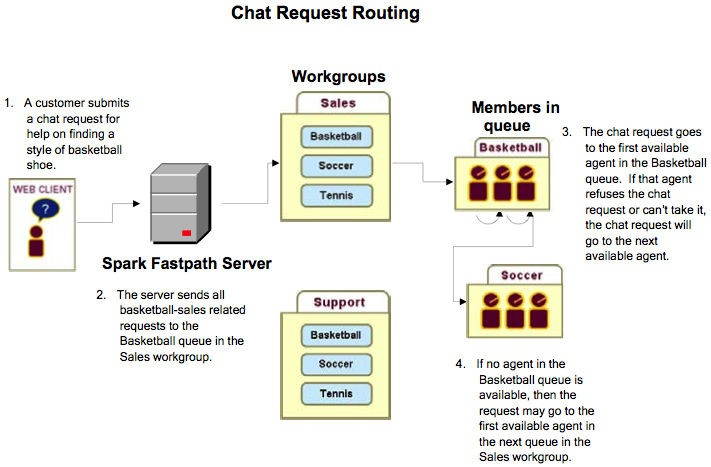 Chat Request Routing
1. A customer submits
a chat request for
help on finding a
style of basketball
shoe.
WEB CLIENT
?
Spark Fastpath Server
2. The server sends all
basketball-sales related
requests to the
Basketball queue in the
Sales workgroup.
Workgroups
Sales
Basketball
Soccer
Tennis
Support
Basketball
Soccer
Tennis
Members in
queue
Basketball
3. The chat request goes
to the first available
agent in the Basketball
queue. If that agent
refuses the chat
request or can't take it,
the chat request will
go to the next
available agent.
Soccer
4. If no agent in the
Basketball queue is
available, then the
request may go to the
first available agent in
the next queue in the
Sales workgroup.